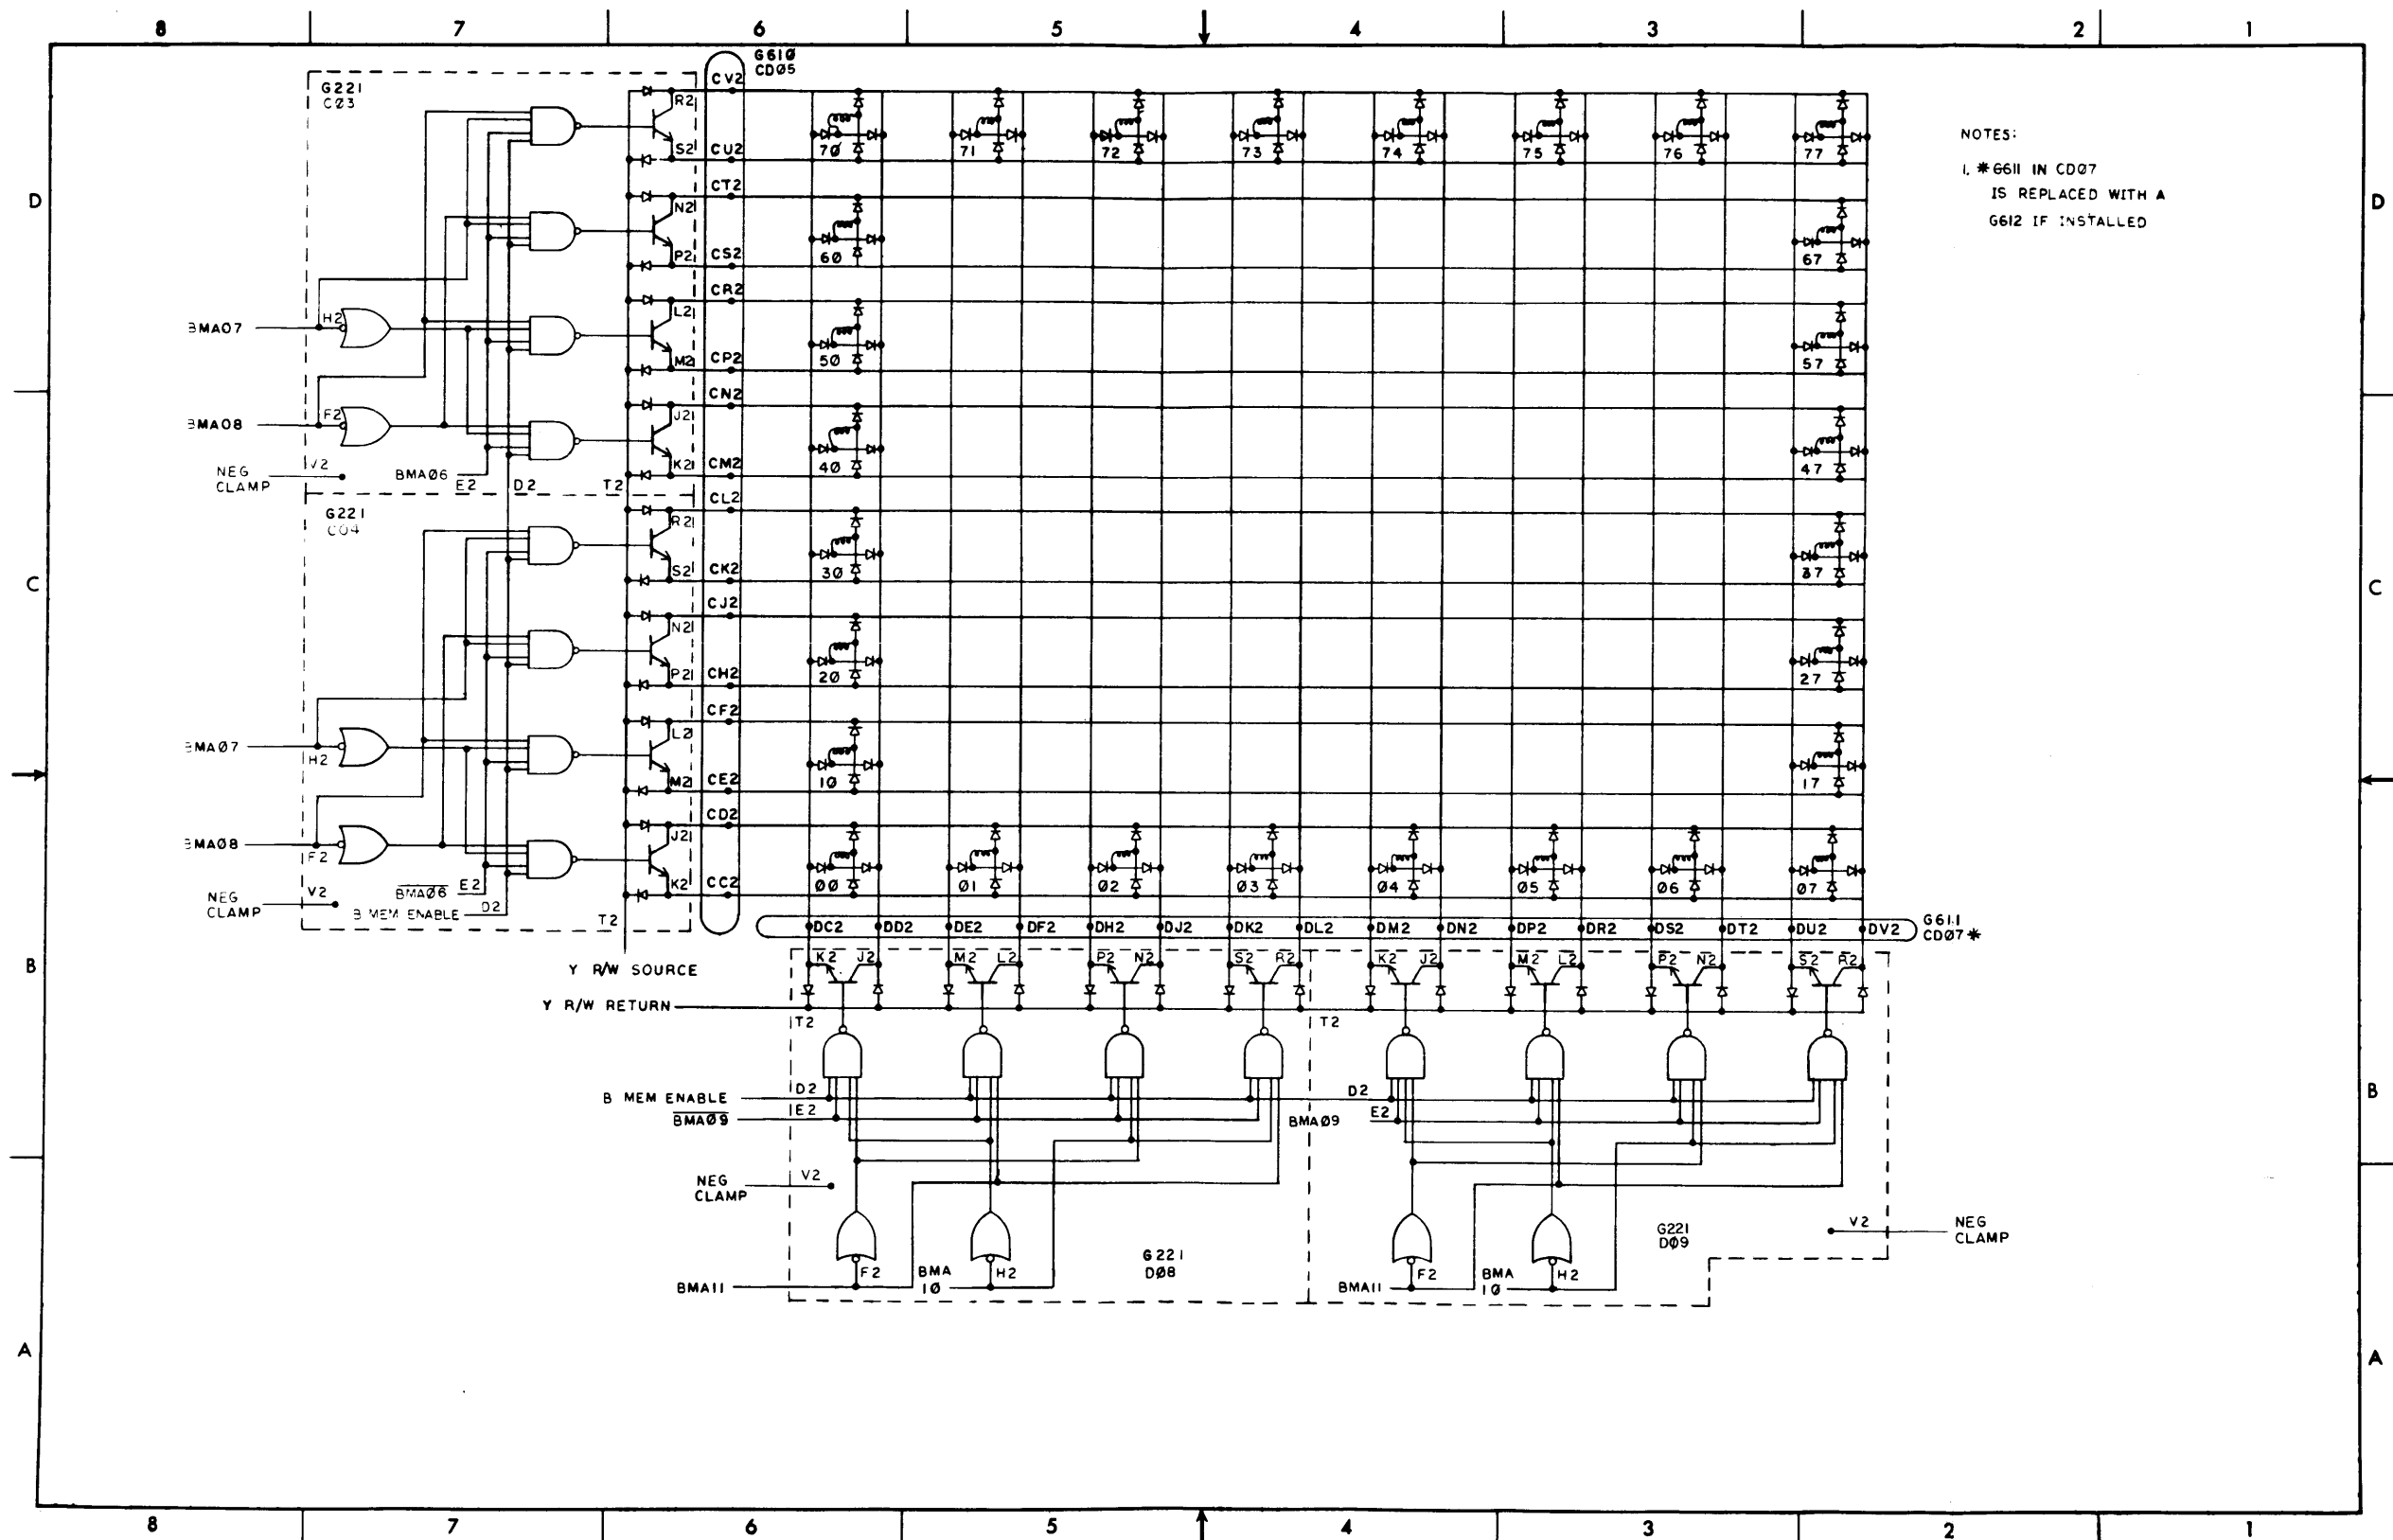 8 7 6 5 4 3 2 1
G610
CD05
CV2
G221
C03
R2
S2
CU2
70 71 72 73 74 75 76 77
NOTES:
1. *G611 IN CD07
IS REPLACED WITH A
G612 IF INSTALLED
D
D
CT2
N2
P2
CS2
60
67
CR2
BMA07
H2
L2
M2
CP2
50
57
CN2
BMA08
F2
J2
K2
CM2
40
47
NEG
CLAMP
V2
BMA06
E2
D2
T2
CL2
G221
C04
R2
S2
CK2
30
37
C
C
CJ2
N2
P2
CH2
20
27
CF2
BMA07
H2
L2
M2
CE2
10
17
CD2
BMA08
F2
J2
K2
CC2
00 01 02 03 04 05 06 07
NEG
CLAMP
V2
BMA06
E2
B MEM ENABLE
D2
T2
DC2 DD2 DE2 DF2 DH2 DJ2 DK2 DL2 DM2 DN2 DP2 DR2 DS2 DT2 DU2 DV2
G611
CD07*
B
K2 J2 M2 L2 P2 N2 S2 R2 K2 J2 M2 L2 P2 N2 S2 R2
Y R/W SOURCE
Y R/W RETURN
T2
T2
B MEM ENABLE
D2
D2
B
BMA09
E2
BMA09
E2
NEG
CLAMP
V2
V2
NEG
CLAMP
G221
D08
G221
D09
BMA11
F2
BMA
10
H2
BMA11
F2
BMA
10
H2
A
A
8 7 6 5 4 3 2 1